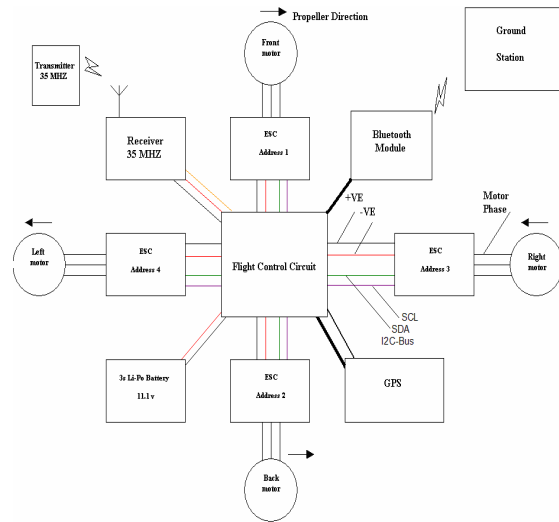 Propeller Direction
Ground
Station
Front
motor
Transmitter
35 MHZ
ESC
Address 1
Receiver
35 MHZ
Bluetooth
Module
+VE
-VE
Motor
Phase
Left
motor
ESC
Address 4
Flight Control Circuit
ESC
Address 3
Right
motor
SCL
SDA
I2C-Bus
3s Li-Po Battery
11.1 v
ESC
Address 2
GPS
Back
motor